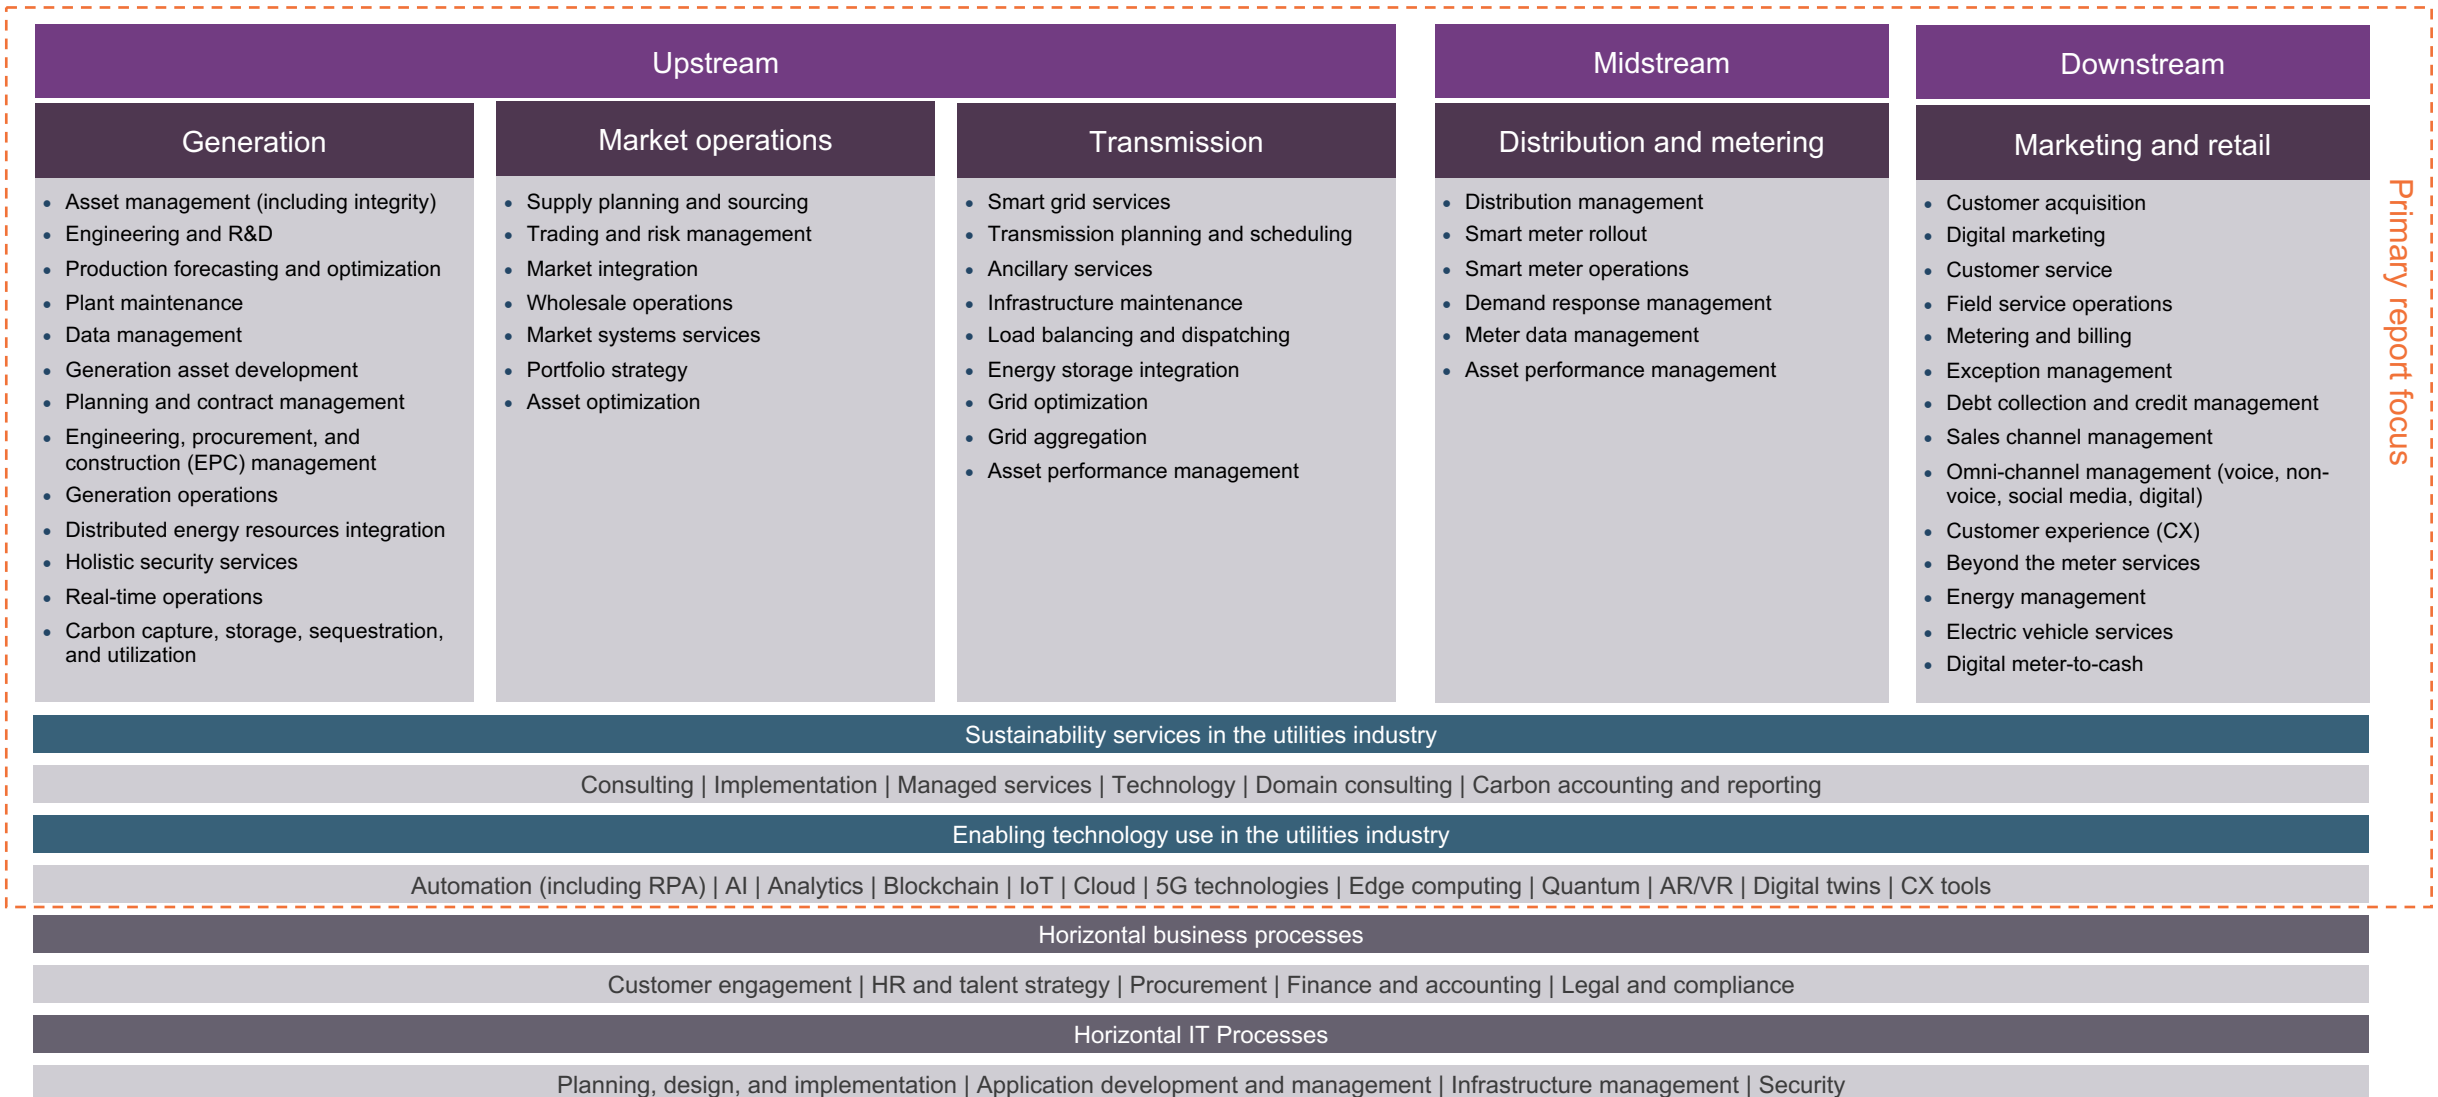 Upstream
Midstream
Downstream
Generation
Asset management (including integrity)
Engineering and R&D
Production forecasting and optimization
Plant maintenance
Data management
Generation asset development
Planning and contract management
Engineering, procurement, and
construction (EPC) management
Generation operations
Distributed energy resources integration
Holistic security services
Real-time operations
Carbon capture, storage, sequestration,
and utilization
Market operations
Supply planning and sourcing
Trading and risk management
Market integration
Wholesale operations
Market systems services
Portfolio strategy
Asset optimization
Transmission
Smart grid services
Transmission planning and scheduling
Ancillary services
Infrastructure maintenance
Load balancing and dispatching
Energy storage integration
Grid optimization
Grid aggregation
Asset performance management
Distribution and metering
Distribution management
Smart meter rollout
Smart meter operations
Demand response management
Meter data management
Asset performance management
Marketing and retail
Customer acquisition
Digital marketing
Customer service
Field service operations
Metering and billing
Exception management
Debt collection and credit management
Sales channel management
Omni-channel management (voice, non-
voice, social media, digital)
Customer experience (CX)
Beyond the meter services
Energy management
Electric vehicle services
Digital meter-to-cash
Primary report focus
Sustainability services in the utilities industry
Consulting | Implementation | Managed services | Technology | Domain consulting | Carbon accounting and reporting
Enabling technology use in the utilities industry
Automation (including RPA) | AI | Analytics | Blockchain | IoT | Cloud | 5G technologies | Edge computing | Quantum | AR/VR | Digital twins | CX tools
Horizontal business processes
Customer engagement | HR and talent strategy | Procurement | Finance and accounting | Legal and compliance
Horizontal IT Processes
Planning, design, and implementation | Application development and management | Infrastructure management | Security